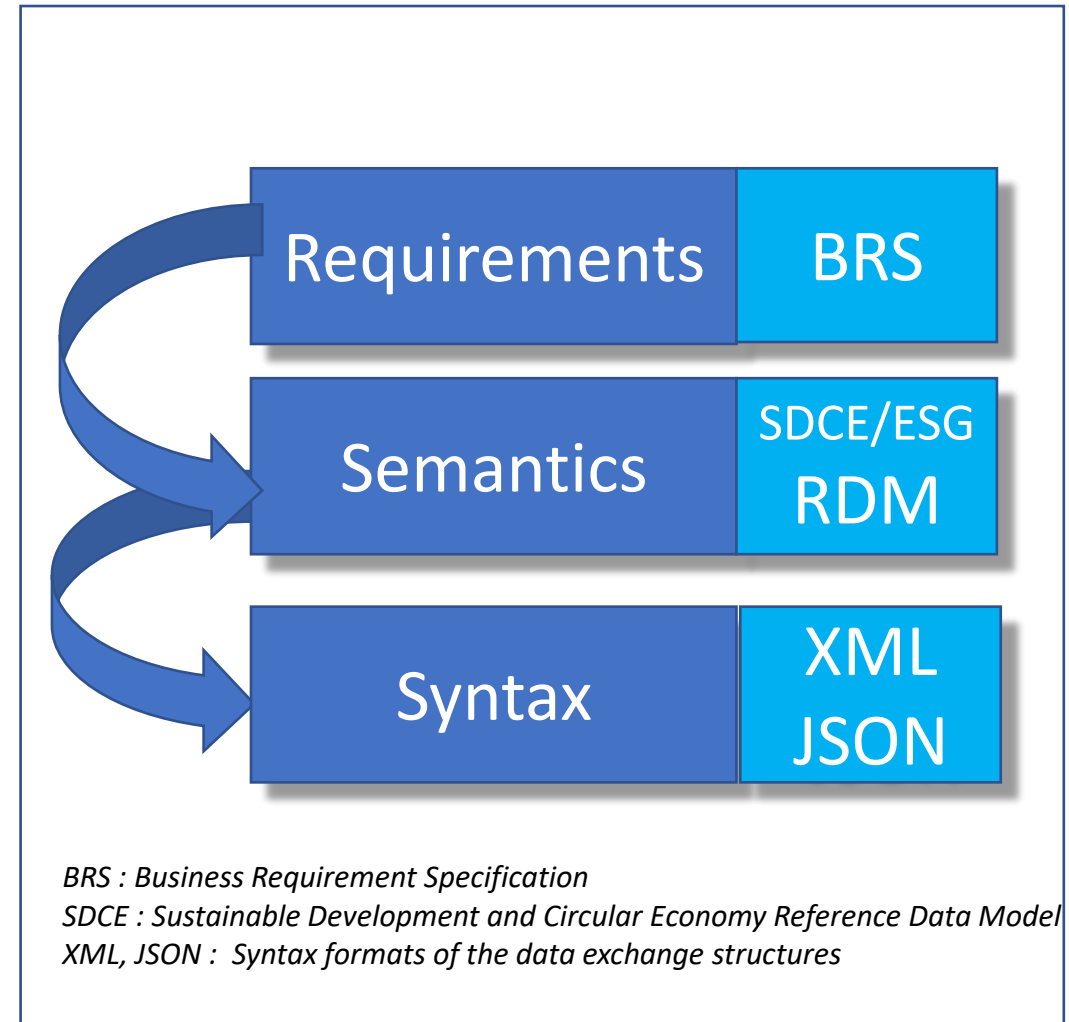 Requirements
BRS
Semantics
SDCE/ESG
RDM
Syntax
XML
JSON
BRS : Business Requirement Specification
SDCE : Sustainable Development and Circular Economy Reference Data Model
XML, JSON :  Syntax formats of the data exchange structures